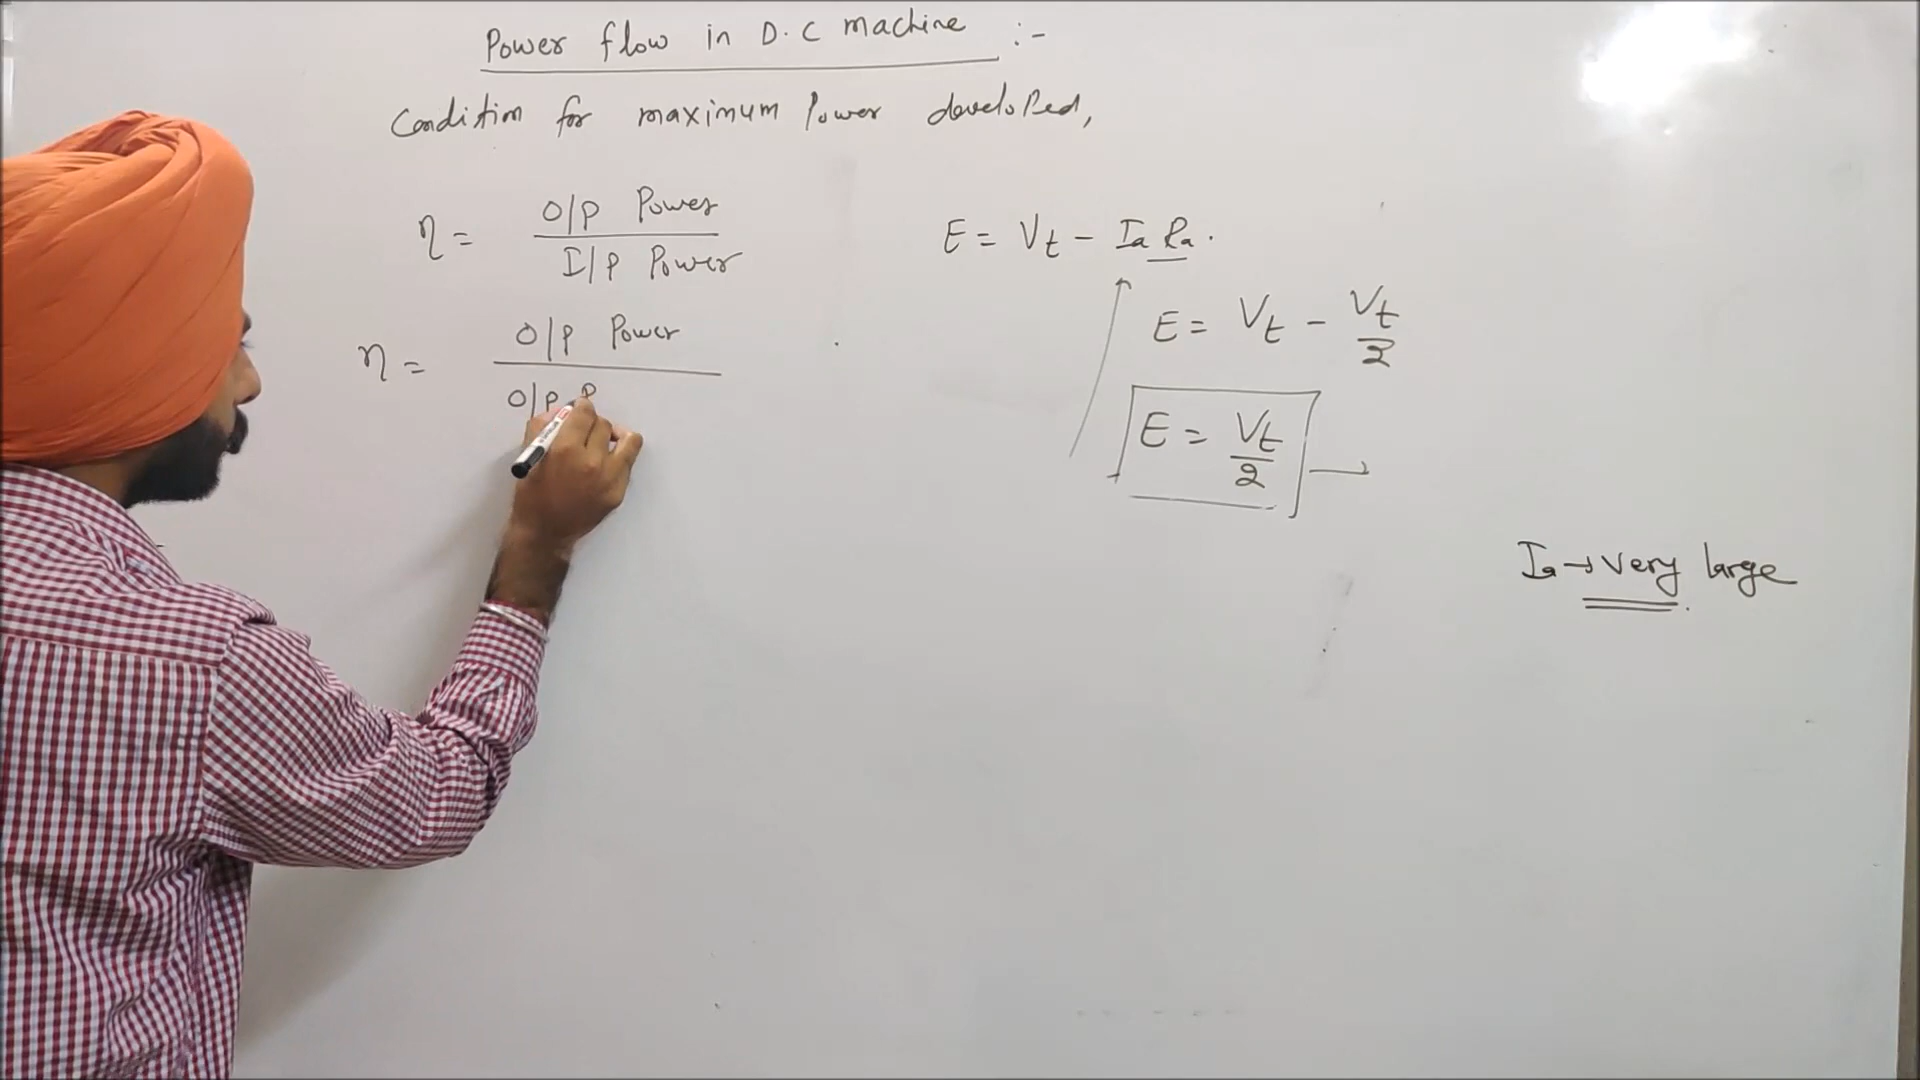 Power flow in D.C machine :-
Condition for maximum Power developed,
η = O/P Power / I/P Power
E = Vt - Ia Ra.
η = O/P Power / O/P P
E = Vt - Vt/2
E = Vt/2 →
Ia → Very large